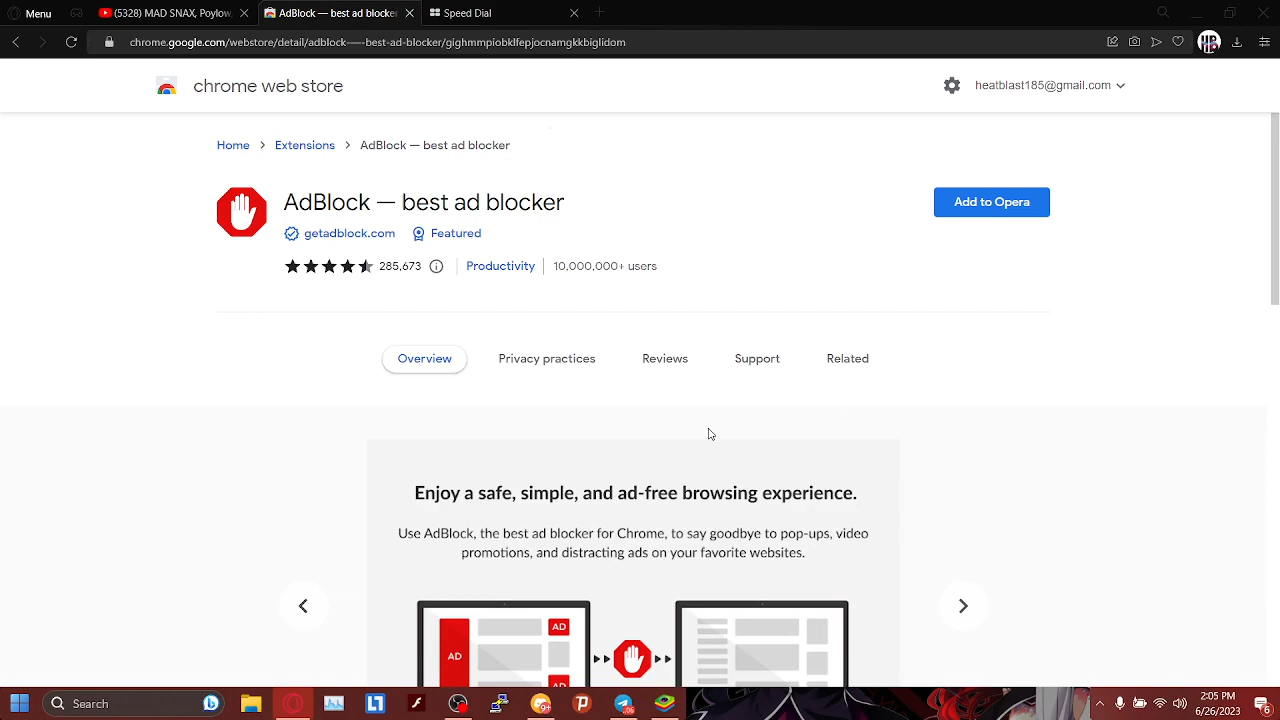 Menu
(5328) MAD SNAX, Poylow,
AdBlock — best ad blocker
Speed Dial
chrome.google.com/webstore/detail/adblock-—-best-ad-blocker/gighmmpiobklfepjocnamgkkbiglidom
chrome web store
heatblast185@gmail.com
Home > Extensions > AdBlock — best ad blocker
AdBlock — best ad blocker
Add to Opera
getadblock.com Featured
285,673 Productivity 10,000,000+ users
Overview Privacy practices Reviews Support Related
Enjoy a safe, simple, and ad-free browsing experience.
Use AdBlock, the best ad blocker for Chrome, to say goodbye to pop-ups, video
promotions, and distracting ads on your favorite websites.
AD
AD
AD
Search
2:05 PM
6/26/2023